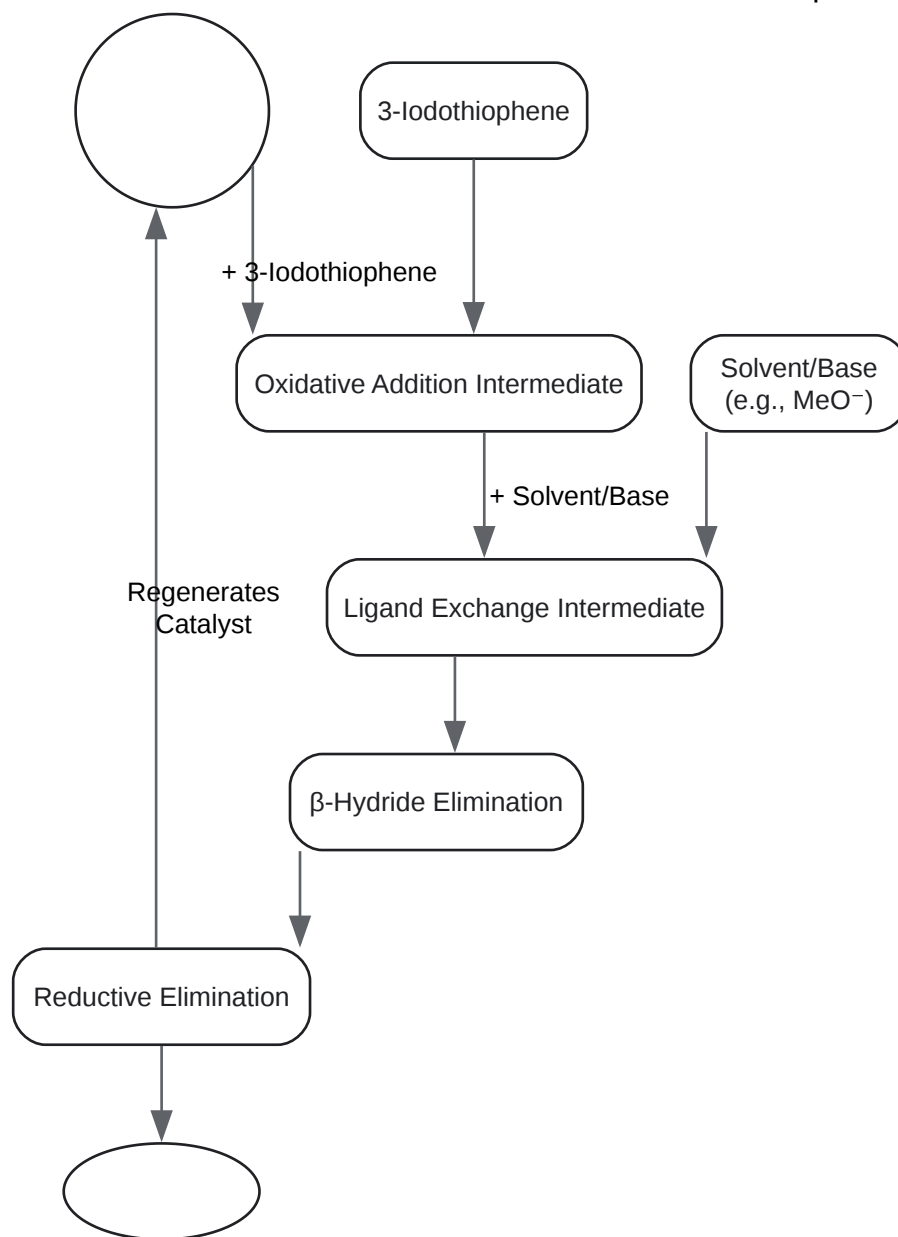 3-Iodothiophene
+ 3-Iodothiophene
Oxidative Addition Intermediate
Solvent/Base
(e.g., MeO⁻)
+ Solvent/Base
Regenerates
Catalyst
Ligand Exchange Intermediate
β-Hydride Elimination
Reductive Elimination